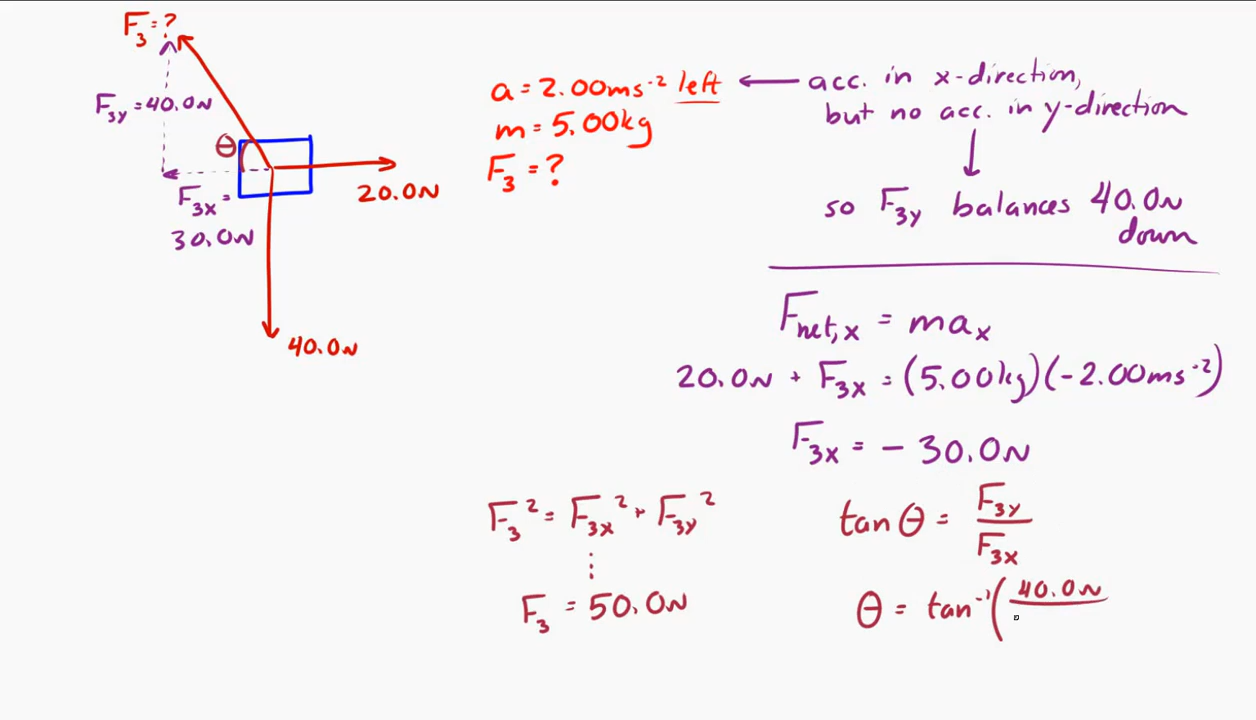 F₃ = ?
F₃y = 40.0N
θ
F₃x =
30.0N
20.0N
40.0N
a = 2.00ms⁻² left
m = 5.00kg
F₃ = ?
← acc. in x-direction,
but no acc. in y-direction
↓
so F₃y balances 40.0N
down
Fnet,x = max
20.0N + F₃x = (5.00kg)(-2.00ms⁻²)
F₃x = - 30.0N
F₃² = F₃x² + F₃y²
⋮
F₃ = 50.0N
tan θ = F₃y / F₃x
θ = tan⁻¹( 40.0N